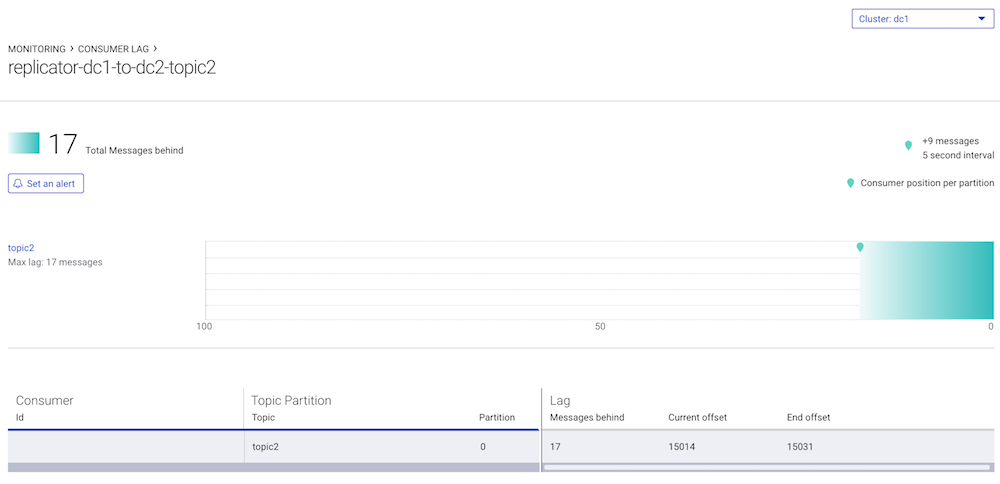 Cluster: dc1
MONITORING › CONSUMER LAG ›
replicator-dc1-to-dc2-topic2
17 Total Messages behind
+9 messages
5 second interval
Set an alert
Consumer position per partition
topic2
Max lag: 17 messages
100 50 0
Consumer Topic Partition Lag
Id Topic Partition Messages behind Current offset End offset
topic2 0 17 15014 15031